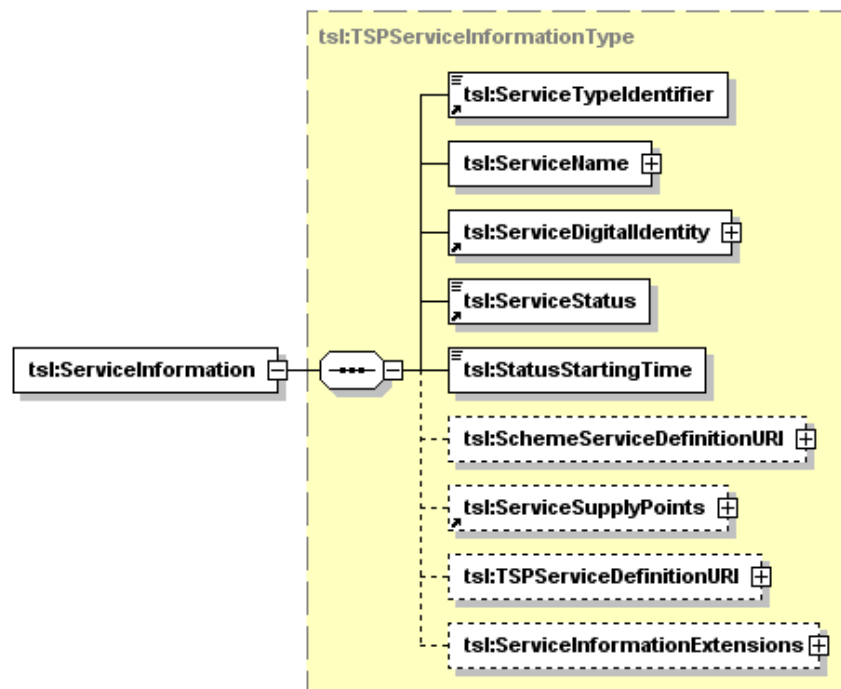 tsl:TSPServiceInformationType
tsl:ServiceTypeIdentifier
tsl:ServiceName
tsl:ServiceDigitalIdentity
tsl:ServiceStatus
tsl:ServiceInformation
tsl:StatusStartingTime
tsl:SchemeServiceDefinitionURI
tsl:ServiceSupplyPoints
tsl:TSPServiceDefinitionURI
tsl:ServiceInformationExtensions